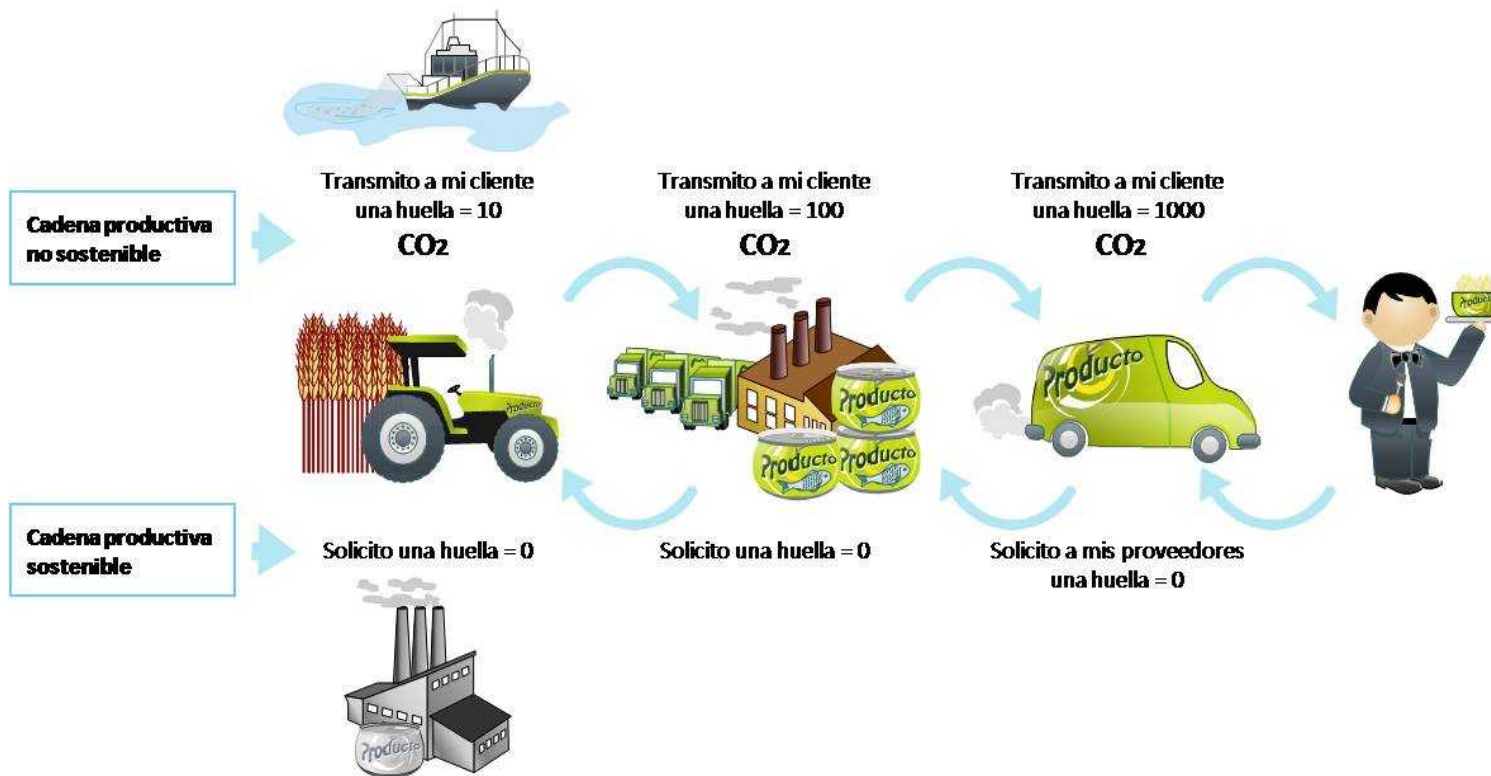 Transmito a mi cliente
una huella = 10
CO2
Transmito a mi cliente
una huella = 100
CO2
Transmito a mi cliente
una huella = 1000
CO2
Cadena productiva
no sostenible
Producto
Producto
Producto
Producto
Producto
Producto
Producto
Cadena productiva
sostenible
Solicito una huella = 0
Solicito una huella = 0
Solicito a mis proveedores
una huella = 0
Producto